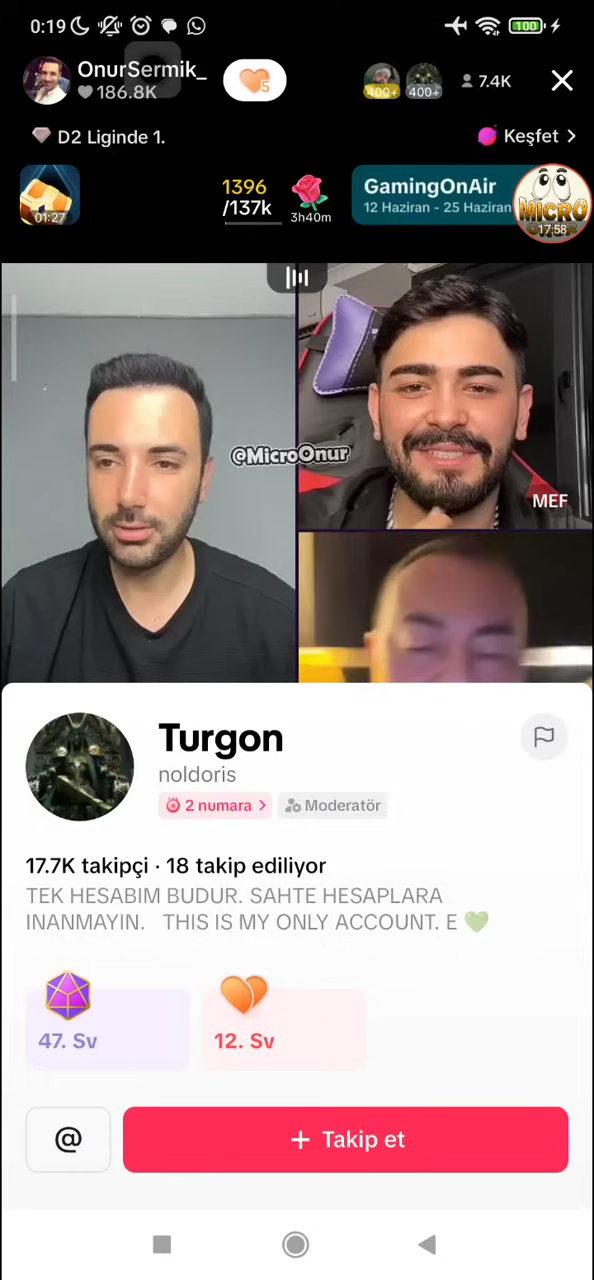 0:19
100
OnurSermik_
186.8K
5
400+
400+
7.4K
D2 Liginde 1.
Keşfet
01:27
1396
/137k
3h40m
GamingOnAir
12 Haziran - 25 Haziran
MICRO
17:58
@MicroOnur
MEF
Turgon
noldoris
2 numara
Moderatör
17.7K takipçi · 18 takip ediliyor
TEK HESABIM BUDUR. SAHTE HESAPLARA
INANMAYIN. THIS IS MY ONLY ACCOUNT. E 💚
47. Sv
12. Sv
@
+ Takip et